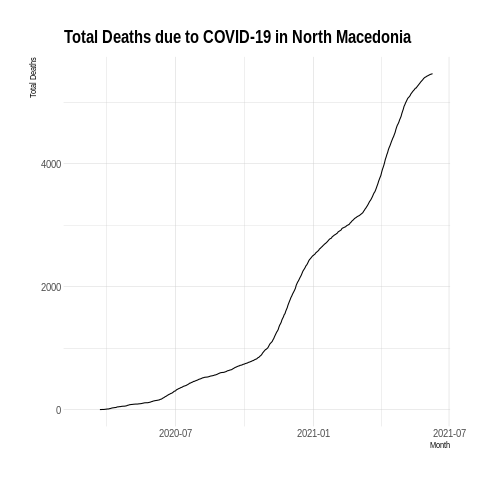 Total Deaths due to COVID-19 in North Macedonia
Total Deaths
4000
2000
0
2020-07
2021-01
2021-07
Month